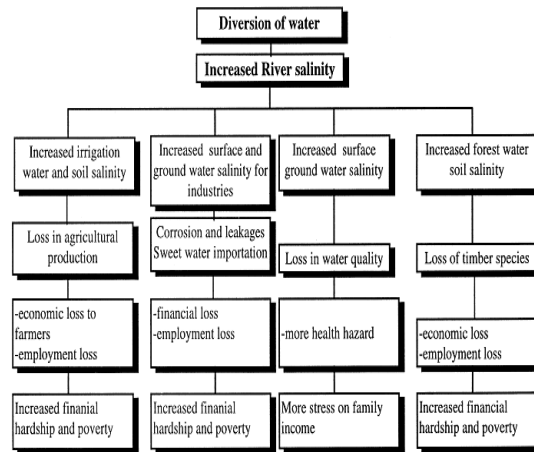 Diversion of water
Increased River salinity
Increased irrigation
water and soil salinity
Increased surface and
ground water salinity for
industries
Increased surface
ground water salinity
Increased forest water
soil salinity
Loss in agricultural
production
Corrosion and leakages
Sweet water importation
Loss in water quality
Loss of timber species
-economic loss to
farmers
-employment loss
-financial loss
-employment loss
-more health hazard
-economic loss
-employment loss
Increased finanial
hardship and poverty
Increased finanial
hardship and poverty
More stress on family
income
Increased financial
hardship and poverty